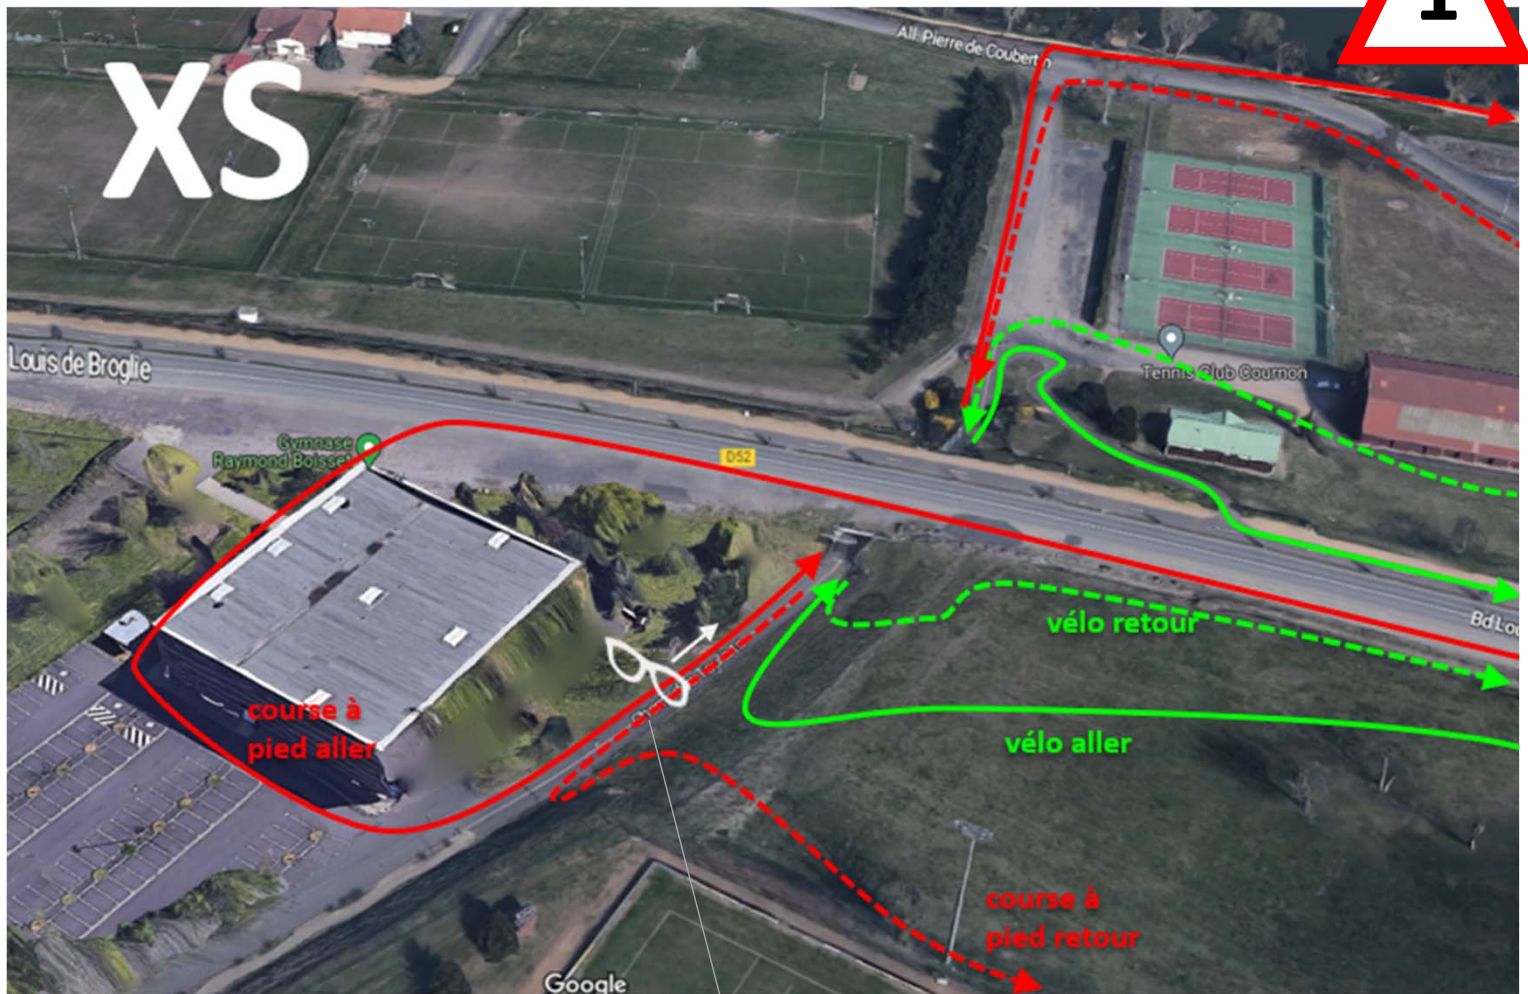 1
All. Pierre de Coubertin
XS
Louis de Broglie
Tennis Club Cournon
Gymnase
Raymond Boisset
D52
vélo retour
Bd Lou
course à
pied aller
vélo aller
course à
pied retour
Google